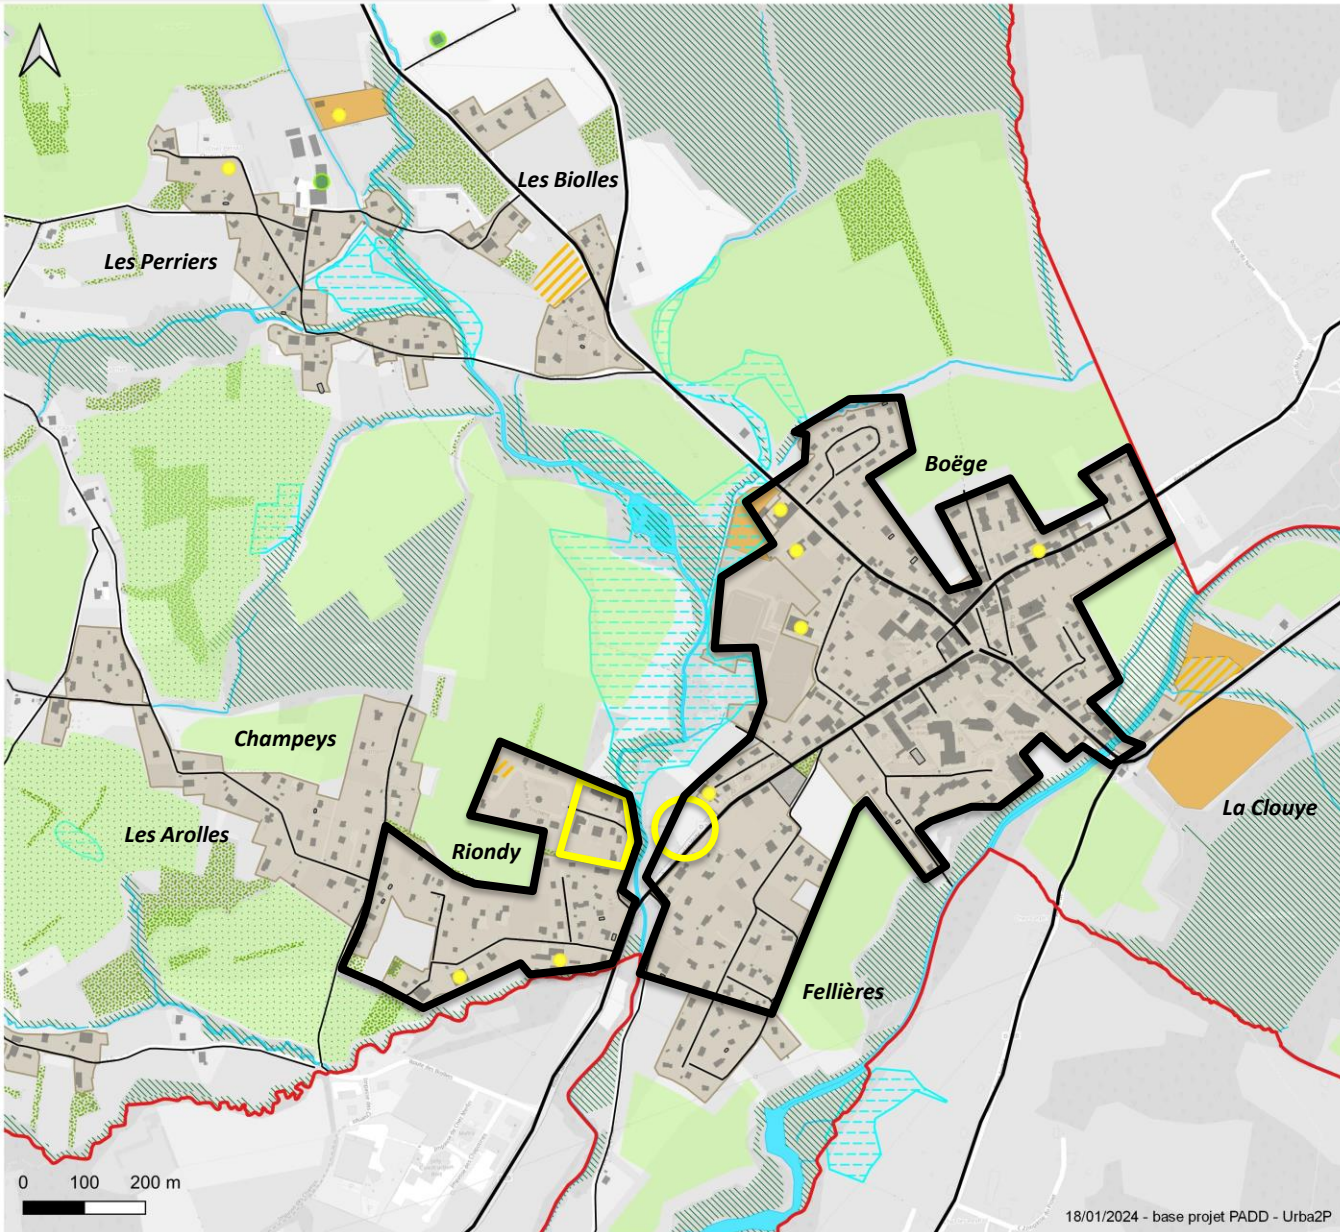 Les Biolles
Les Perriers
Boëge
Champeys
Les Arolles
Riondy
La Clouye
Fellières
0 100 200 m
18/01/2024 - base projet PADD - Urba2P